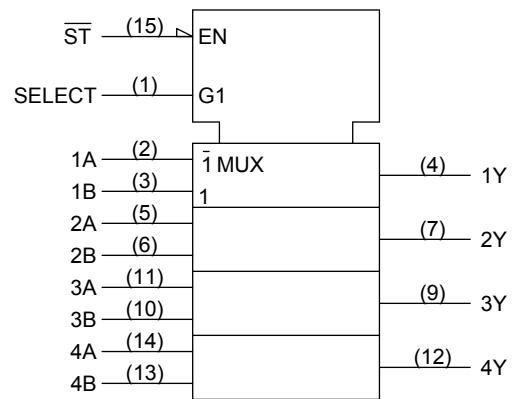 S̅T̅ (15) EN
SELECT (1) G1
1A (2) 1̅ MUX
(4) 1Y
1B (3) 1
2A (5)
(7) 2Y
2B (6)
3A (11)
(9) 3Y
3B (10)
4A (14)
(12) 4Y
4B (13)